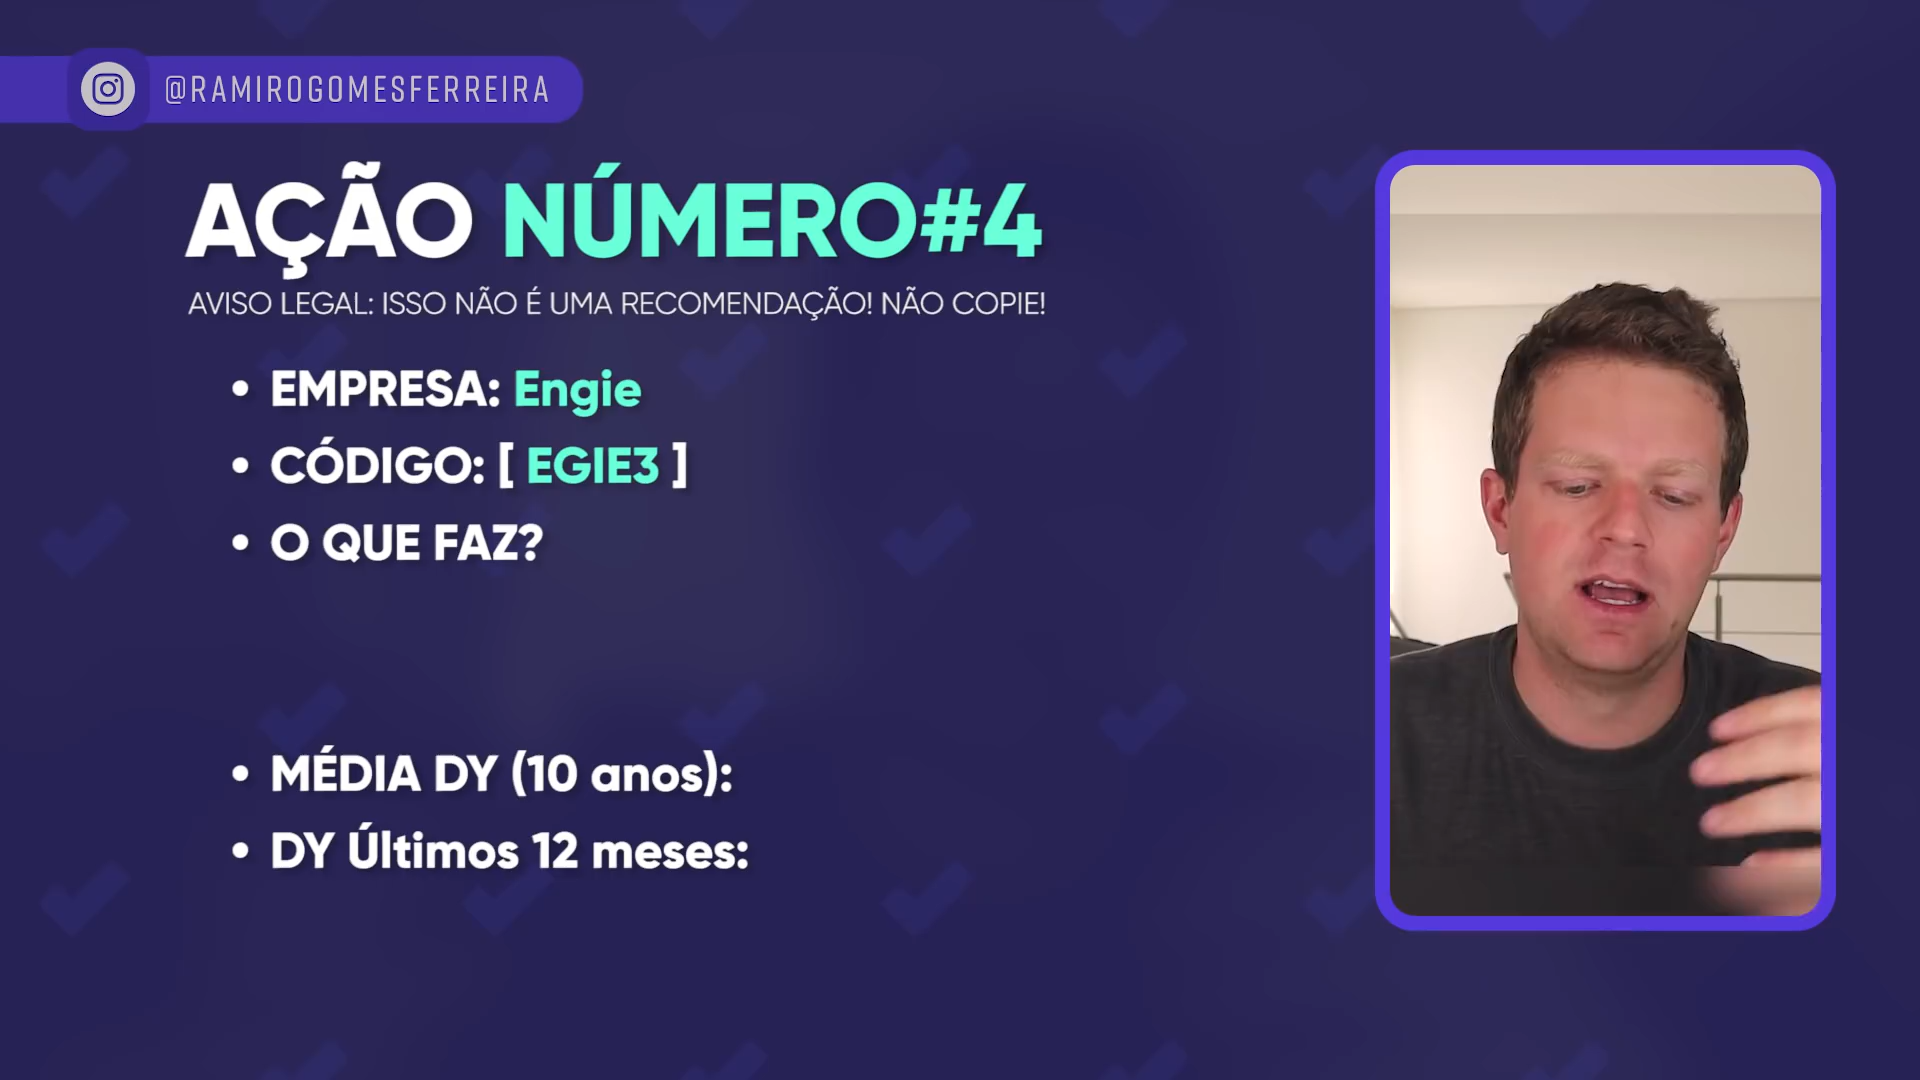 @RAMIROGOMESFERREIRA
AÇÃO NÚMERO#4
AVISO LEGAL: ISSO NÃO É UMA RECOMENDAÇÃO! NÃO COPIE!
• EMPRESA: Engie
• CÓDIGO: [ EGIE3 ]
• O QUE FAZ?
• MÉDIA DY (10 anos):
• DY Últimos 12 meses: